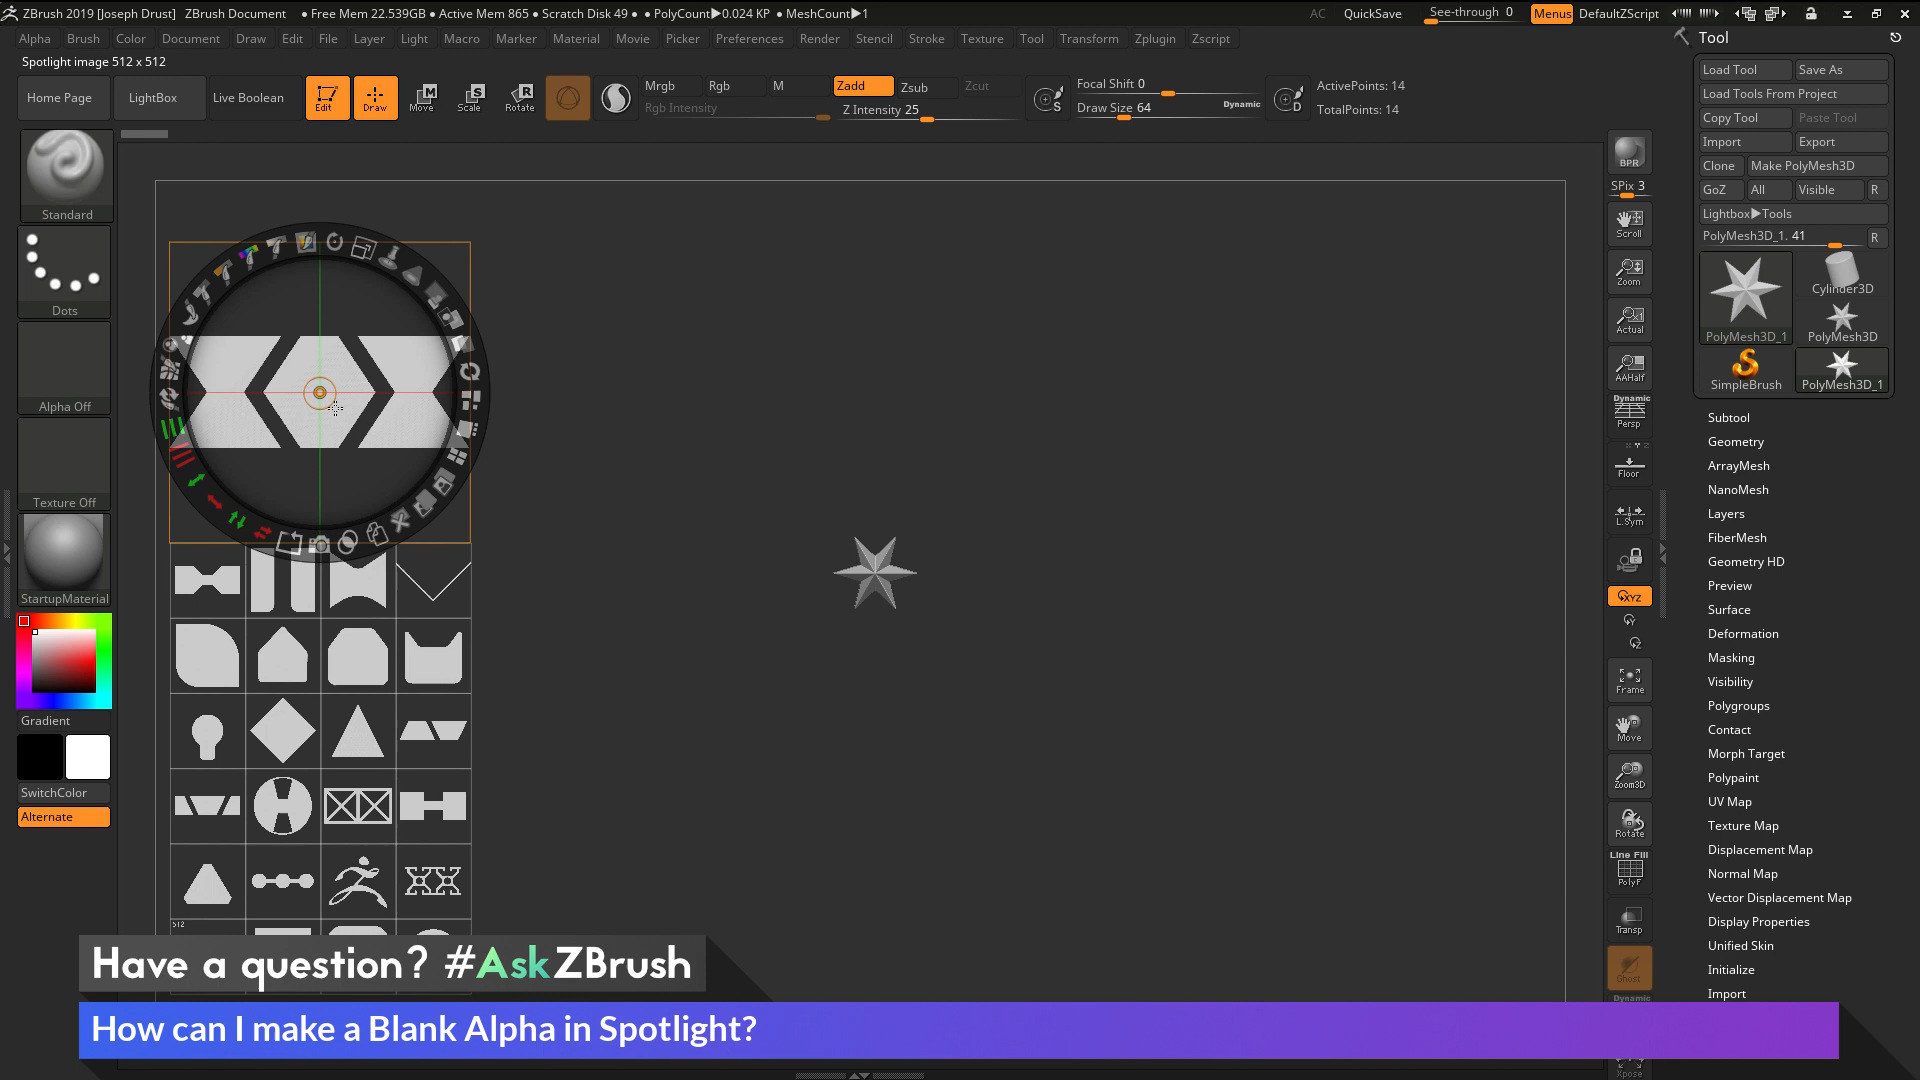 ZBrush 2019 [Joseph Drust] ZBrush Document • Free Mem 22.539GB • Active Mem 865 • Scratch Disk 49 • • PolyCount▶0.024 KP • MeshCount▶1 AC QuickSave See-through 0 Menus DefaultZScript
Alpha Brush Color Document Draw Edit File Layer Light Macro Marker Material Movie Picker Preferences Render Stencil Stroke Texture Tool Transform Zplugin Zscript
Spotlight image 512 x 512
Home Page LightBox Live Boolean Edit Draw Move Scale Rotate
Mrgb Rgb M Zadd Zsub Zcut
Rgb Intensity Z Intensity 25
Focal Shift 0
Draw Size 64 Dynamic
ActivePoints: 14
TotalPoints: 14
Standard
Dots
Alpha Off
Texture Off
StartupMaterial
Gradient
SwitchColor
Alternate
512
BPR
SPix 3
Scroll
Zoom
Actual
AAHalf
Dynamic
Persp
Floor
L.Sym
XYZ
Y
Z
Frame
Move
Zoom3D
Rotate
Line Fill
PolyF
Transp
Ghost
Dynamic
Xpose
Tool
Load Tool Save As
Load Tools From Project
Copy Tool Paste Tool
Import Export
Clone Make PolyMesh3D
GoZ All Visible R
Lightbox▶Tools
PolyMesh3D_1. 41 R
Cylinder3D
PolyMesh3D_1 PolyMesh3D
SimpleBrush PolyMesh3D_1
Subtool
Geometry
ArrayMesh
NanoMesh
Layers
FiberMesh
Geometry HD
Preview
Surface
Deformation
Masking
Visibility
Polygroups
Contact
Morph Target
Polypaint
UV Map
Texture Map
Displacement Map
Normal Map
Vector Displacement Map
Display Properties
Unified Skin
Initialize
Import
Have a question? #AskZBrush
How can I make a Blank Alpha in Spotlight?